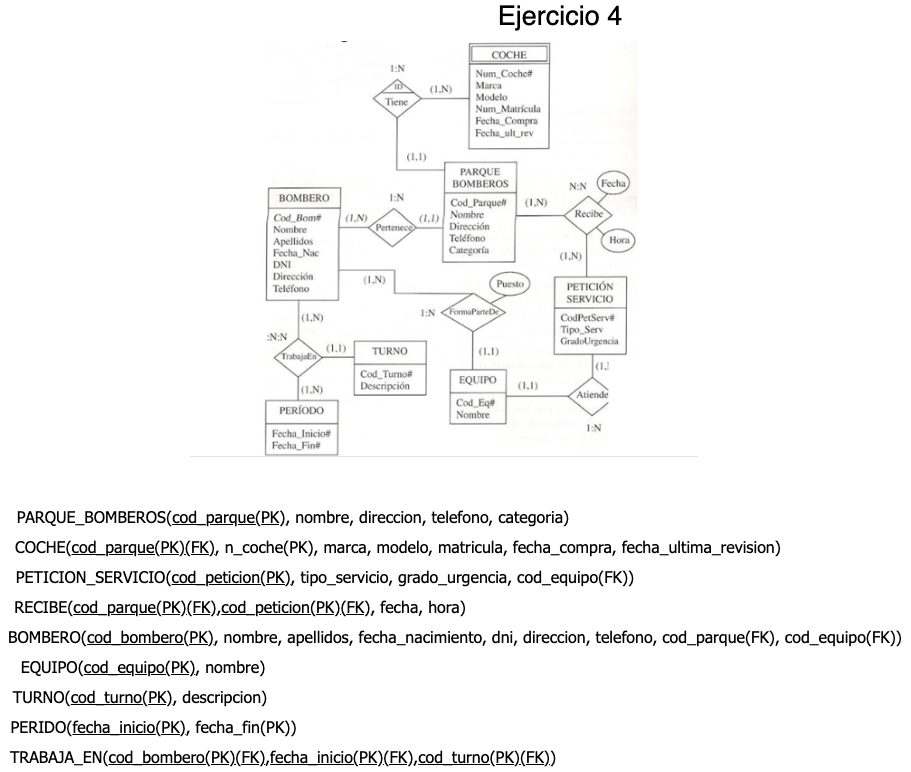 Ejercicio 4
COCHE
Num_Coche#
Marca
Modelo
Num_Matrícula
Fecha_Compra
Fecha_ult_rev
1:N
ID
Tiene
(1,N)
(1,1)
PARQUE
BOMBEROS
Cod_Parque#
Nombre
Dirección
Teléfono
Categoría
N:N
Fecha
(1,N)
Recibe
Hora
(1,N)
BOMBERO
Cod_Bom#
Nombre
Apellidos
Fecha_Nac
DNI
Dirección
Teléfono
1:N
(1,N)
Pertenece
(1,1)
(1,N)
Puesto
1:N
FormaParteDe
(1,1)
PETICIÓN
SERVICIO
CodPetServ#
Tipo_Serv
GradoUrgencia
(1,N)
:N:N
TrabajaEn
(1,1)
TURNO
Cod_Turno#
Descripción
(1,N)
PERÍODO
Fecha_Inicio#
Fecha_Fin#
EQUIPO
Cod_Eq#
Nombre
(1,1)
(1,
Atiende
1:N
PARQUE_BOMBEROS(cod_parque(PK), nombre, direccion, telefono, categoria)
COCHE(cod_parque(PK)(FK), n_coche(PK), marca, modelo, matricula, fecha_compra, fecha_ultima_revision)
PETICION_SERVICIO(cod_peticion(PK), tipo_servicio, grado_urgencia, cod_equipo(FK))
RECIBE(cod_parque(PK)(FK),cod_peticion(PK)(FK), fecha, hora)
BOMBERO(cod_bombero(PK), nombre, apellidos, fecha_nacimiento, dni, direccion, telefono, cod_parque(FK), cod_equipo(FK))
EQUIPO(cod_equipo(PK), nombre)
TURNO(cod_turno(PK), descripcion)
PERIDO(fecha_inicio(PK), fecha_fin(PK))
TRABAJA_EN(cod_bombero(PK)(FK),fecha_inicio(PK)(FK),cod_turno(PK)(FK))